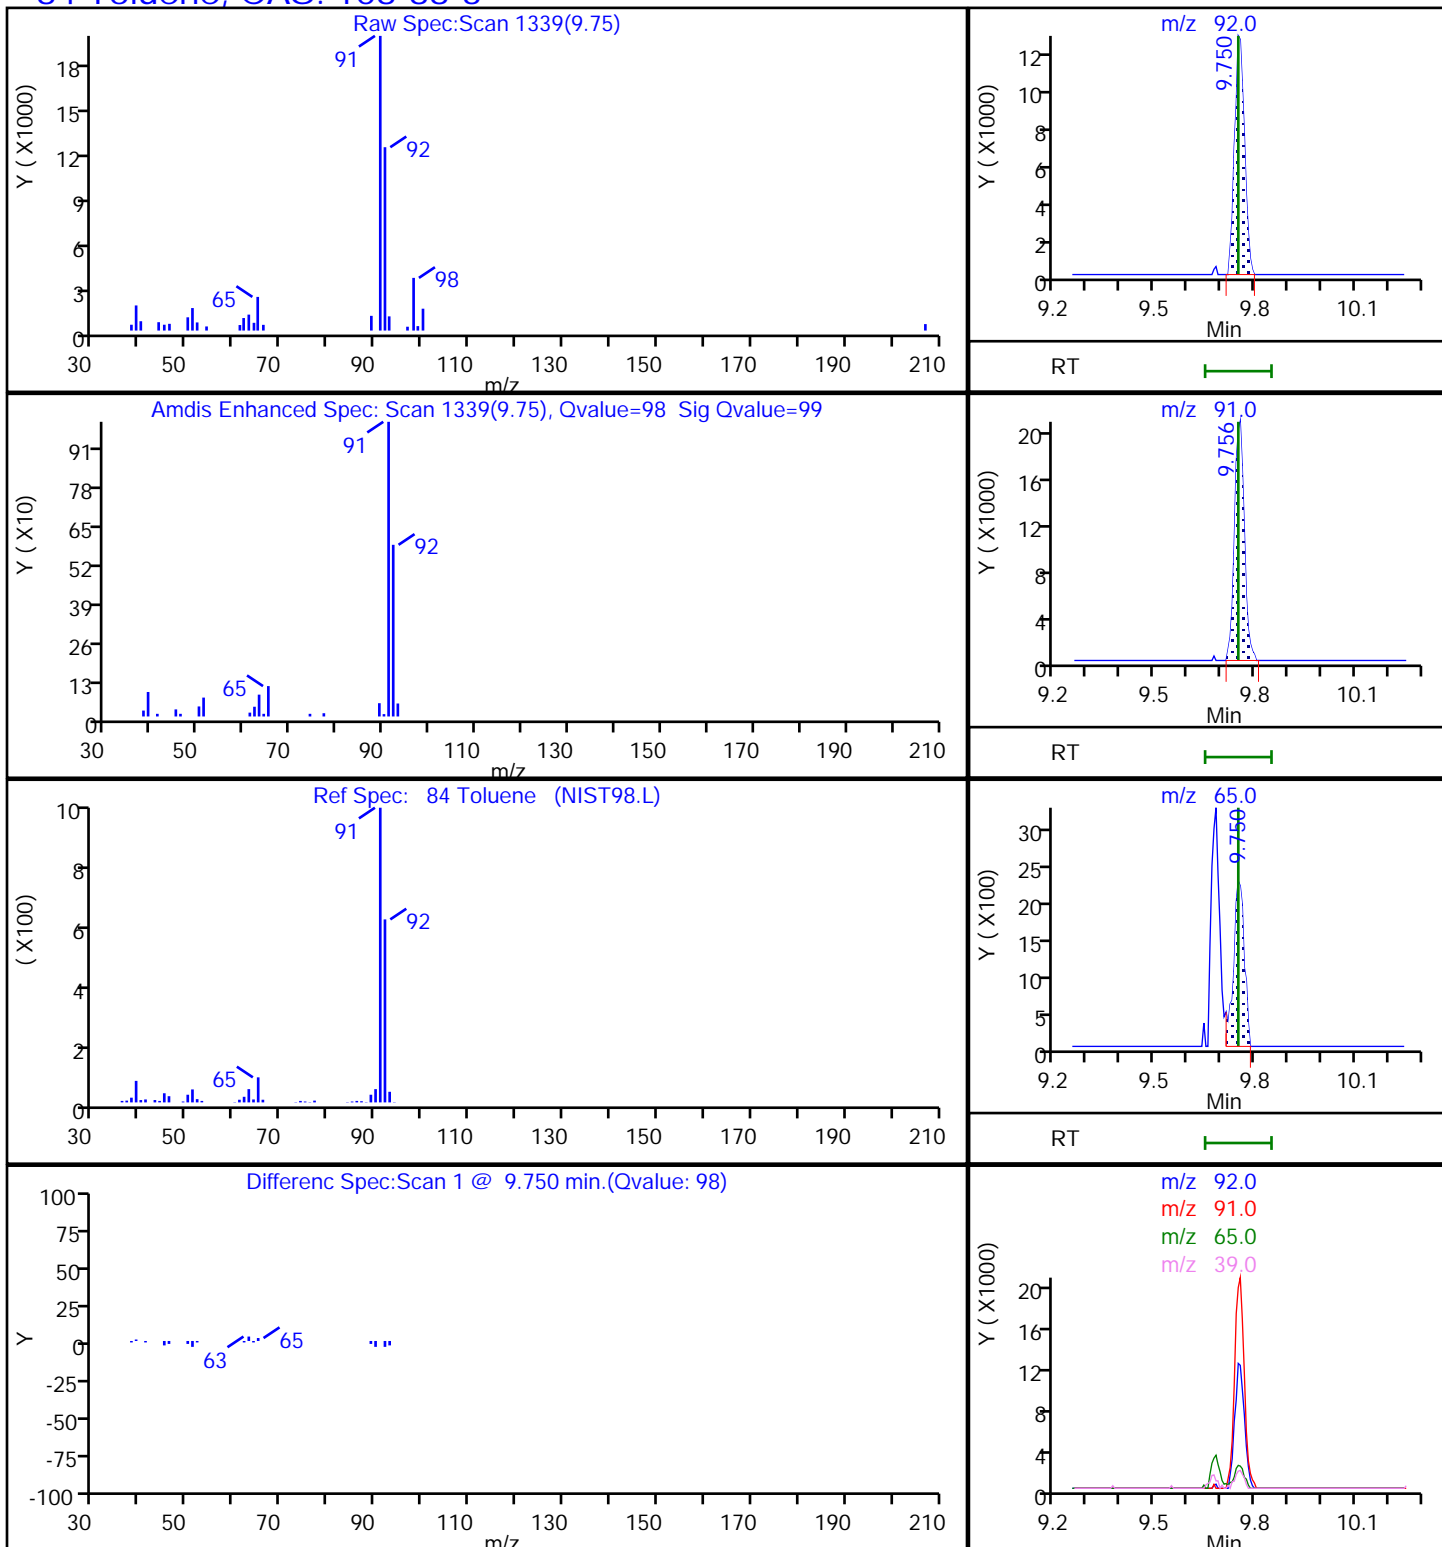 Raw Spec:Scan 1339(9.75)
Y ( X1000)
18
15
12
9
6
3
0
91
92
65
98
30 50 70 90 110 130 150 170 190 210
m/z
m/z 92.0
Y ( X1000)
12
10
8
6
4
2
0
9.750
9.2 9.5 9.8 10.1
Min
RT
Amdis Enhanced Spec: Scan 1339(9.75), Qvalue=98 Sig Qvalue=99
Y ( X10)
91
78
65
52
39
26
13
0
91
92
65
30 50 70 90 110 130 150 170 190 210
m/z
m/z 91.0
Y ( X1000)
20
16
12
8
4
0
9.756
9.2 9.5 9.8 10.1
Min
RT
Ref Spec: 84 Toluene (NIST98.L)
( X100)
10
8
6
4
2
0
91
92
65
30 50 70 90 110 130 150 170 190 210
m/z 65.0
Y ( X100)
30
25
20
15
10
5
0
9.750
9.2 9.5 9.8 10.1
Min
RT
Differenc Spec:Scan 1 @ 9.750 min.(Qvalue: 98)
Y
100
75
50
25
0
-25
-50
-75
-100
63
65
30 50 70 90 110 130 150 170 190 210
m/z
m/z 92.0
m/z 91.0
m/z 65.0
m/z 39.0
Y ( X1000)
20
16
12
8
4
0
9.2 9.5 9.8 10.1
Min